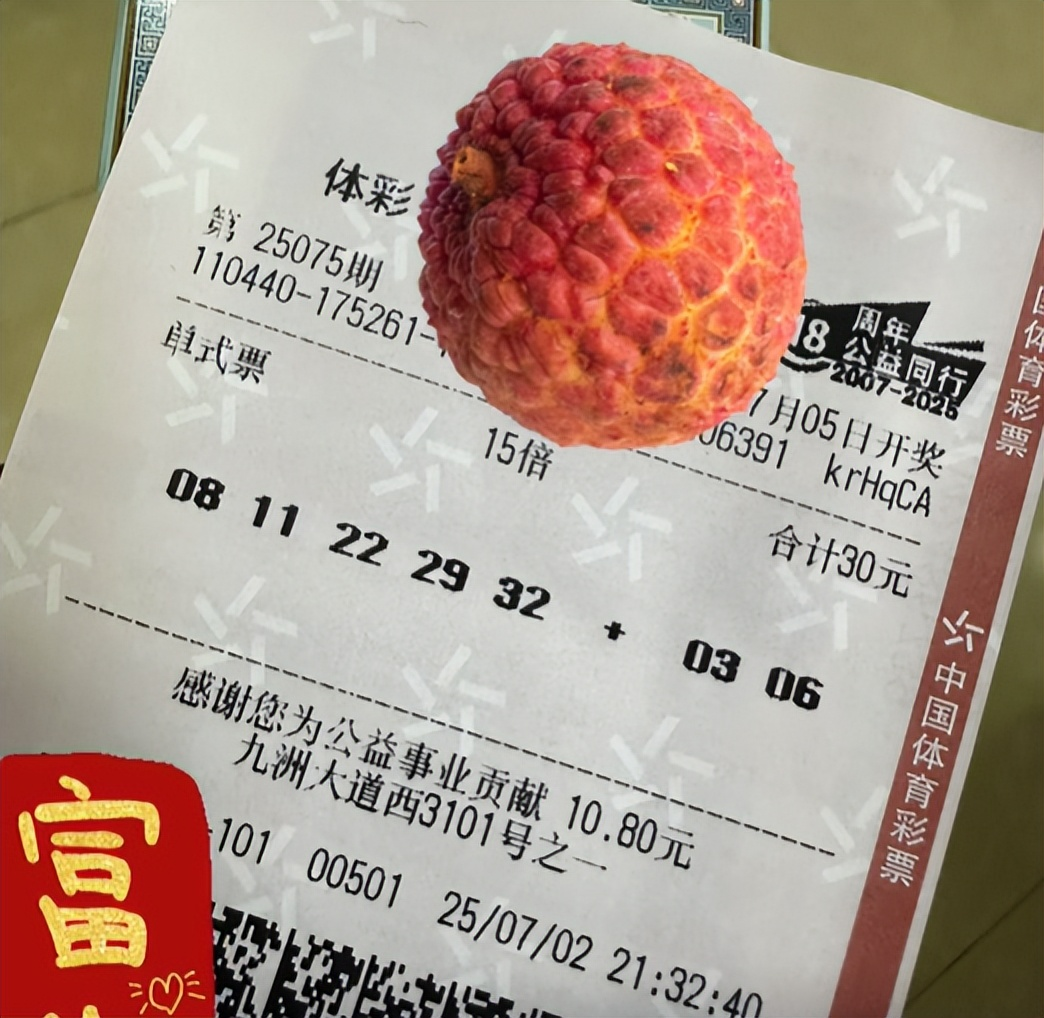 体彩
第 25075期
110440-175261-
18周年
公益同行
2007-2025
7月05日开奖
06391 krHqCA
单式票
15倍
合计30元
08 11 22 29 32 + 03 06
感谢您为公益事业贡献 10.80元
九洲大道西3101号之一
101 00501 25/07/02 21:32:40
国体育彩票
中国体育彩票
富